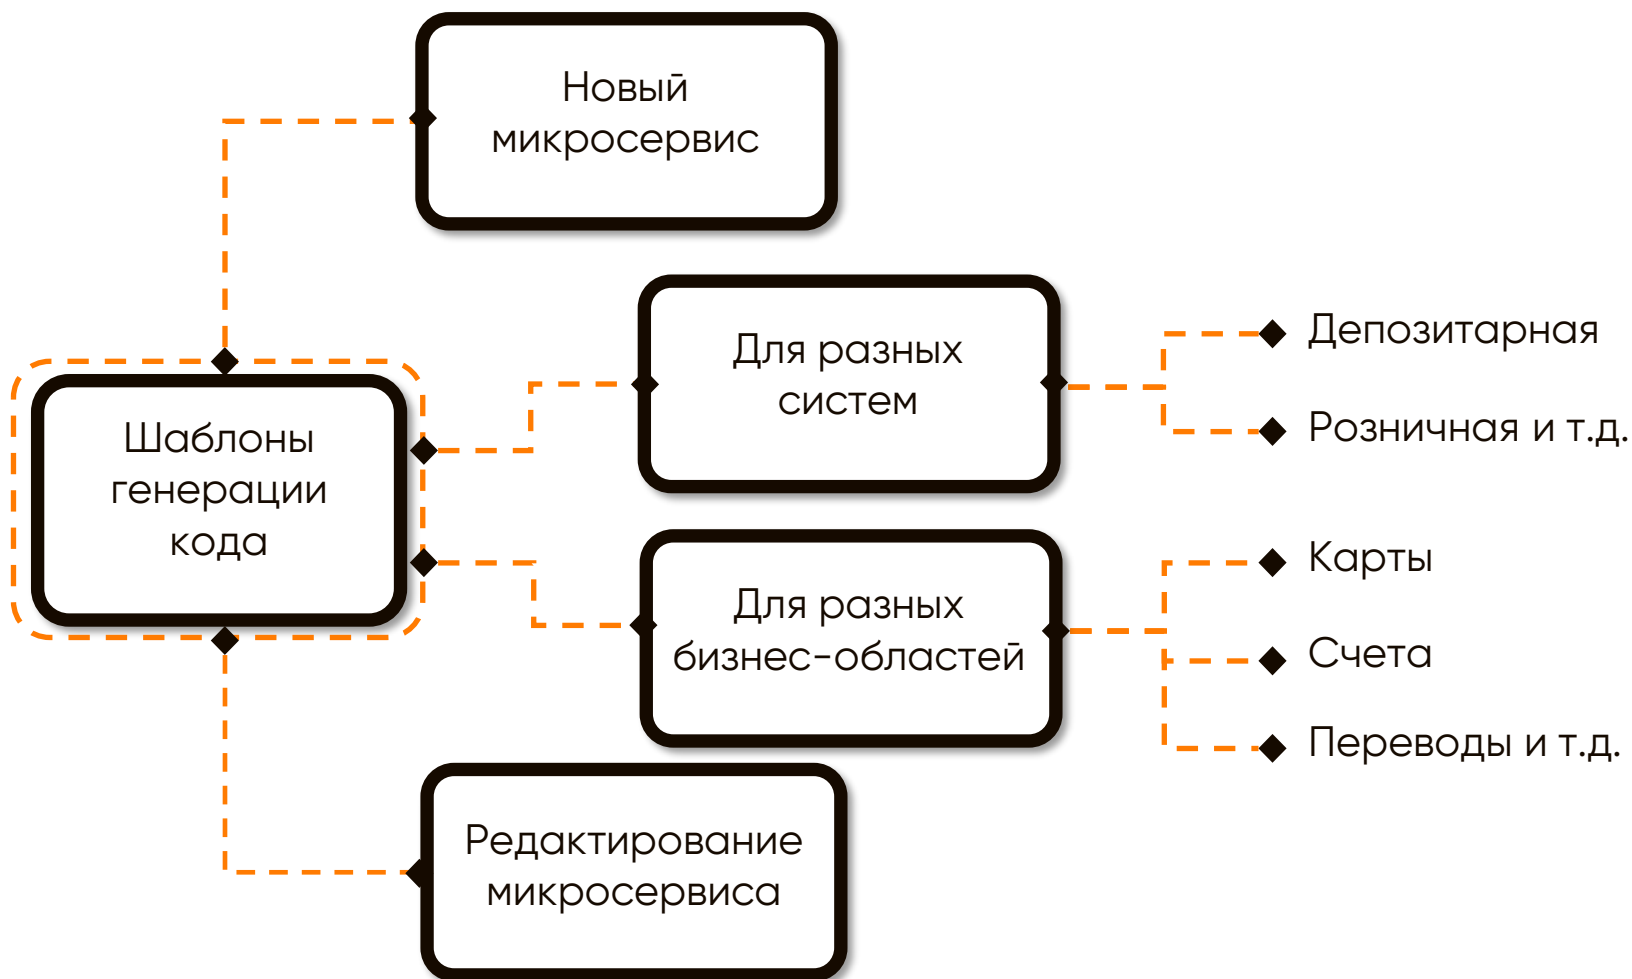 Новый
микросервис
Для разных
систем
Депозитарная
Розничная и т.д.
Шаблоны
генерации
кода
Для разных
бизнес-областей
Карты
Счета
Переводы и т.д.
Редактирование
микросервиса